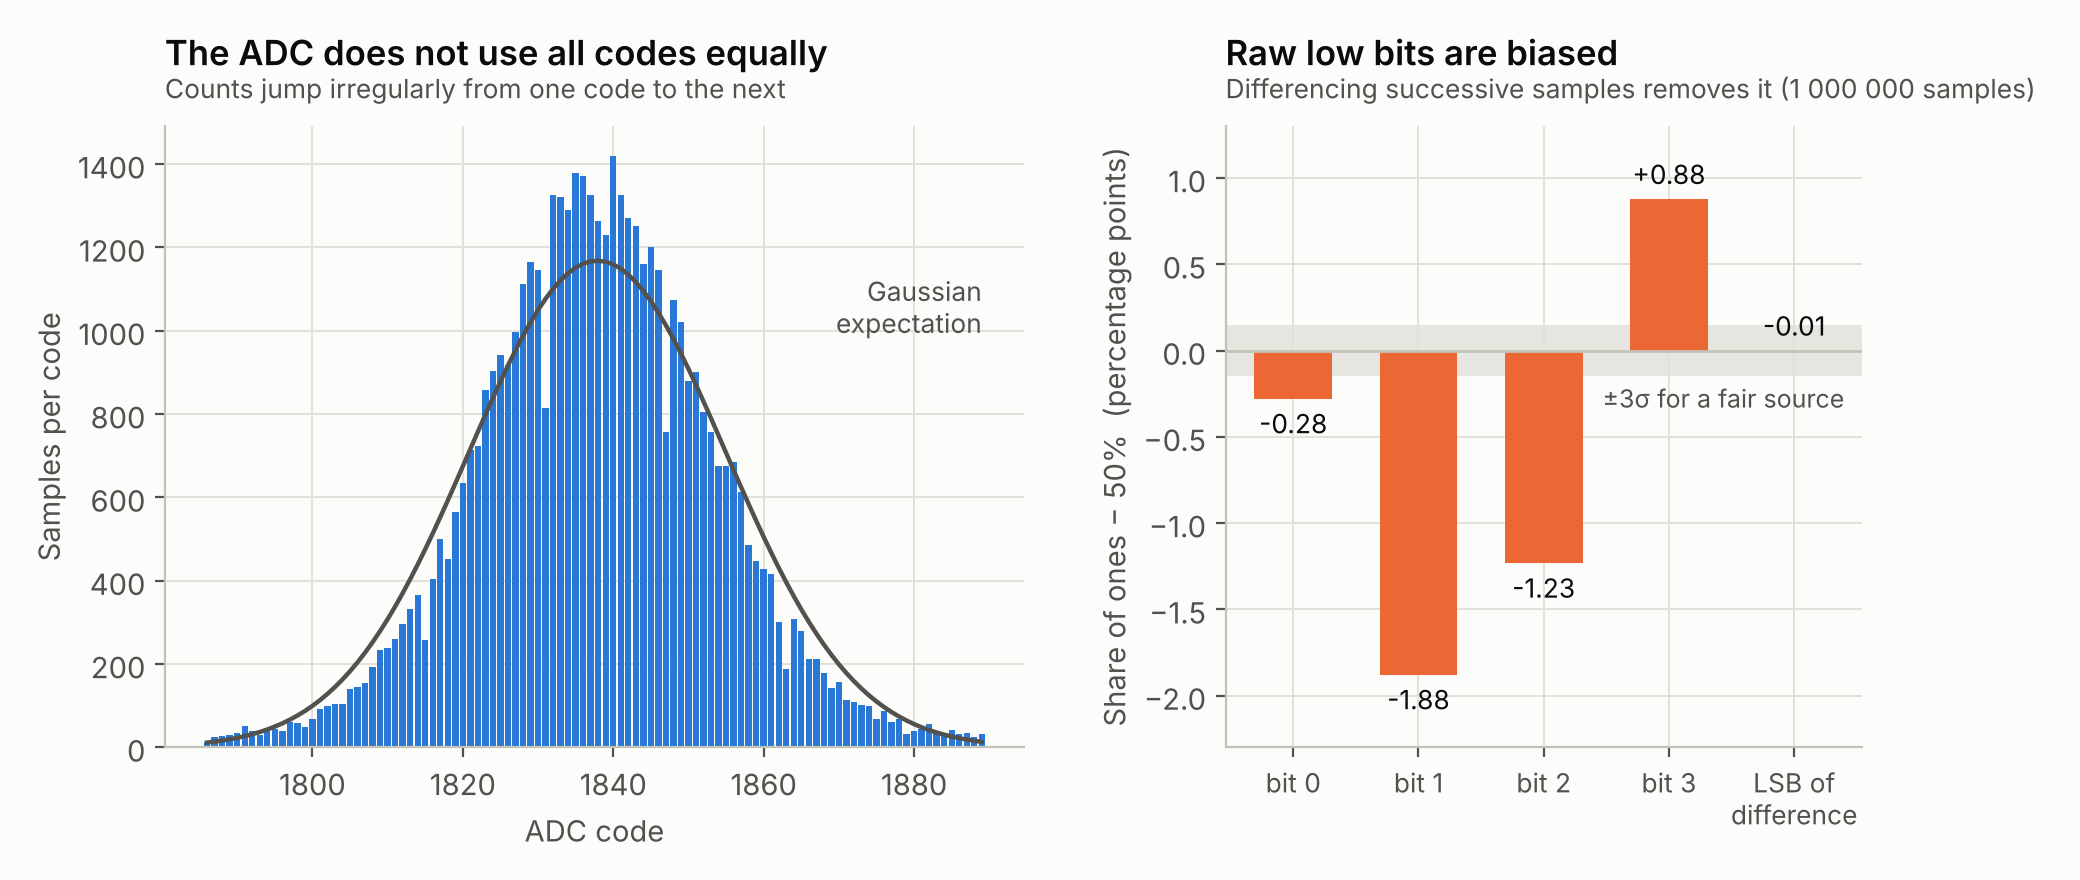 The ADC does not use all codes equally
Counts jump irregularly from one code to the next
Samples per code
1400
1200
1000
800
600
400
200
0
Gaussian
expectation
1800 1820 1840 1860 1880
ADC code
Raw low bits are biased
Differencing successive samples removes it (1 000 000 samples)
Share of ones − 50% (percentage points)
1.0
0.5
0.0
−0.5
−1.0
−1.5
−2.0
+0.88
-0.01
±3σ for a fair source
-0.28
-1.23
-1.88
bit 0 bit 1 bit 2 bit 3 LSB of
difference